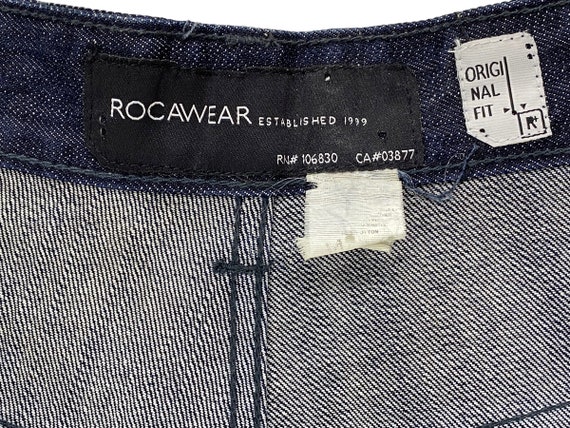 ROCAWEAR ESTABLISHED 1999
RN# 106830 CA#03877
ORIGI
NAL
FIT
R